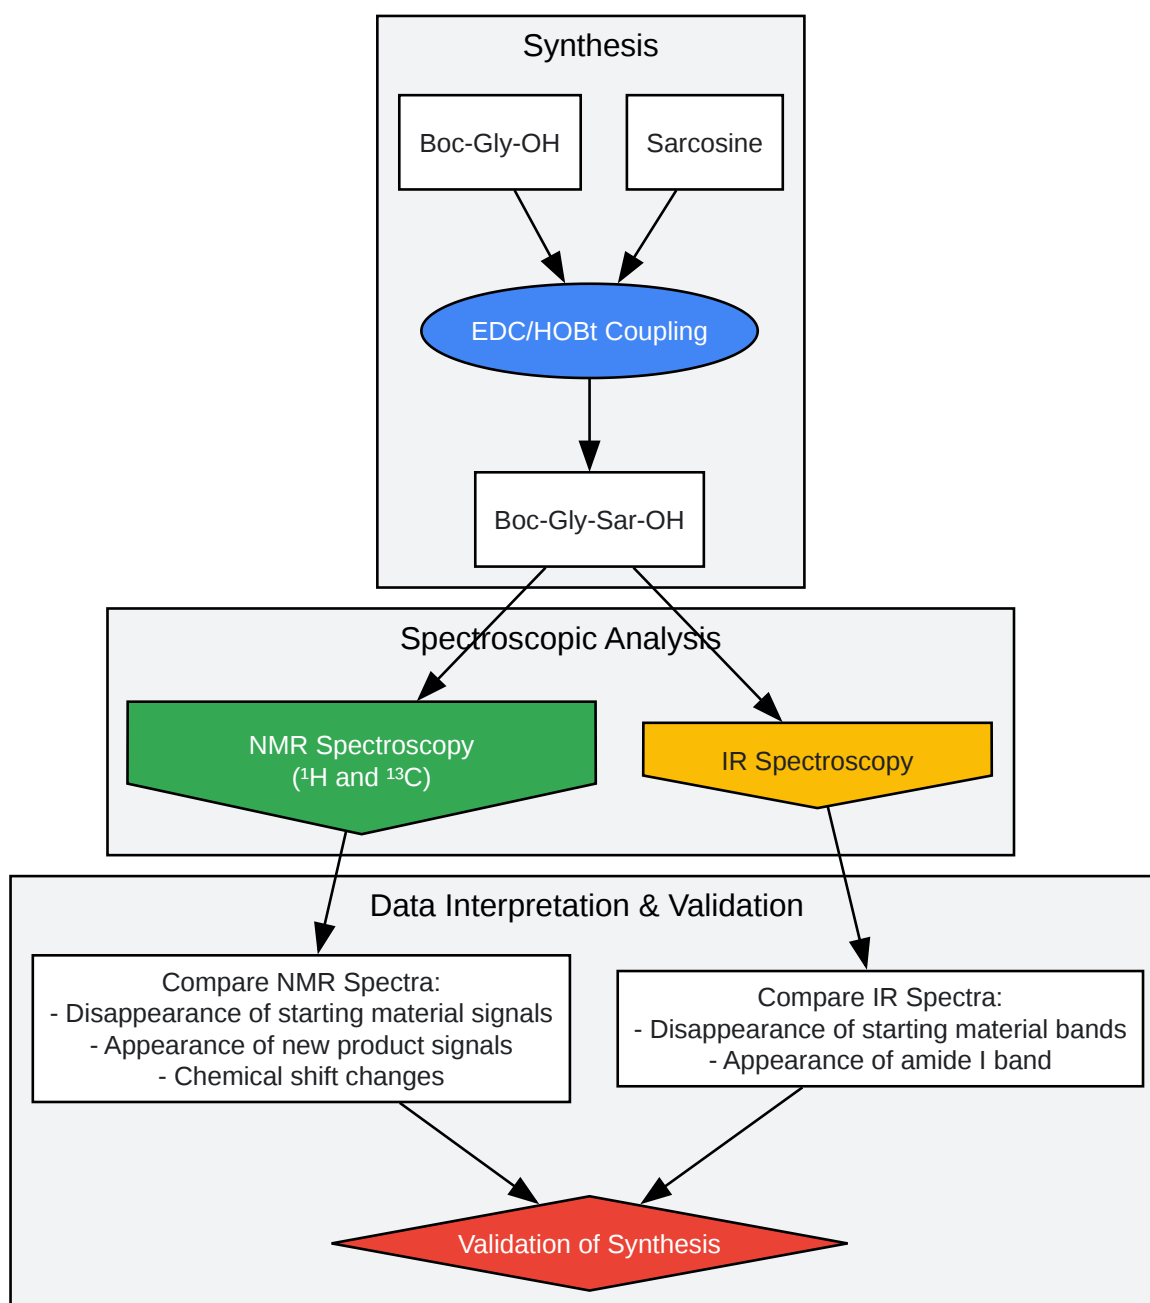 Synthesis
Boc-Gly-OH
Sarcosine
EDC/HOBt Coupling
Boc-Gly-Sar-OH
Spectroscopic Analysis
NMR Spectroscopy
(¹H and ¹³C)
IR Spectroscopy
Data Interpretation & Validation
Compare NMR Spectra:
- Disappearance of starting material signals
- Appearance of new product signals
- Chemical shift changes
Compare IR Spectra:
- Disappearance of starting material bands
- Appearance of amide I band
Validation of Synthesis